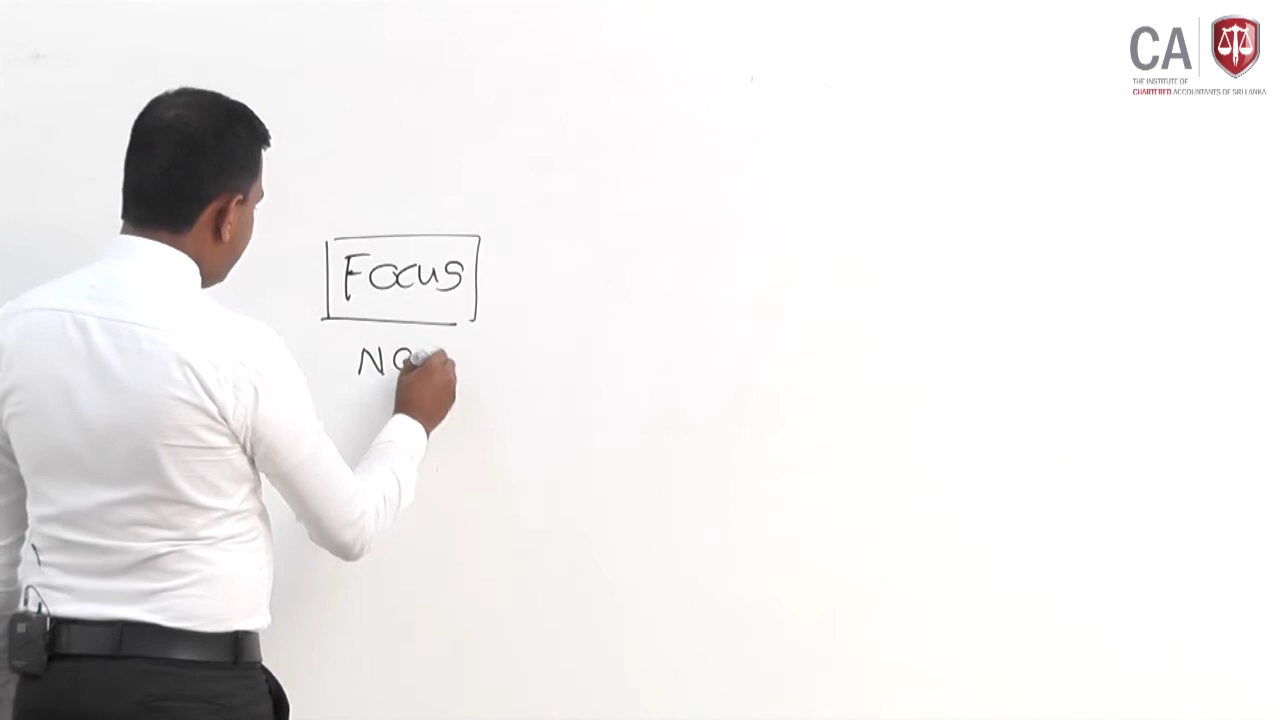 CA
THE INSTITUTE OF
CHARTERED ACCOUNTANTS OF SRI LANKA
FOCUS